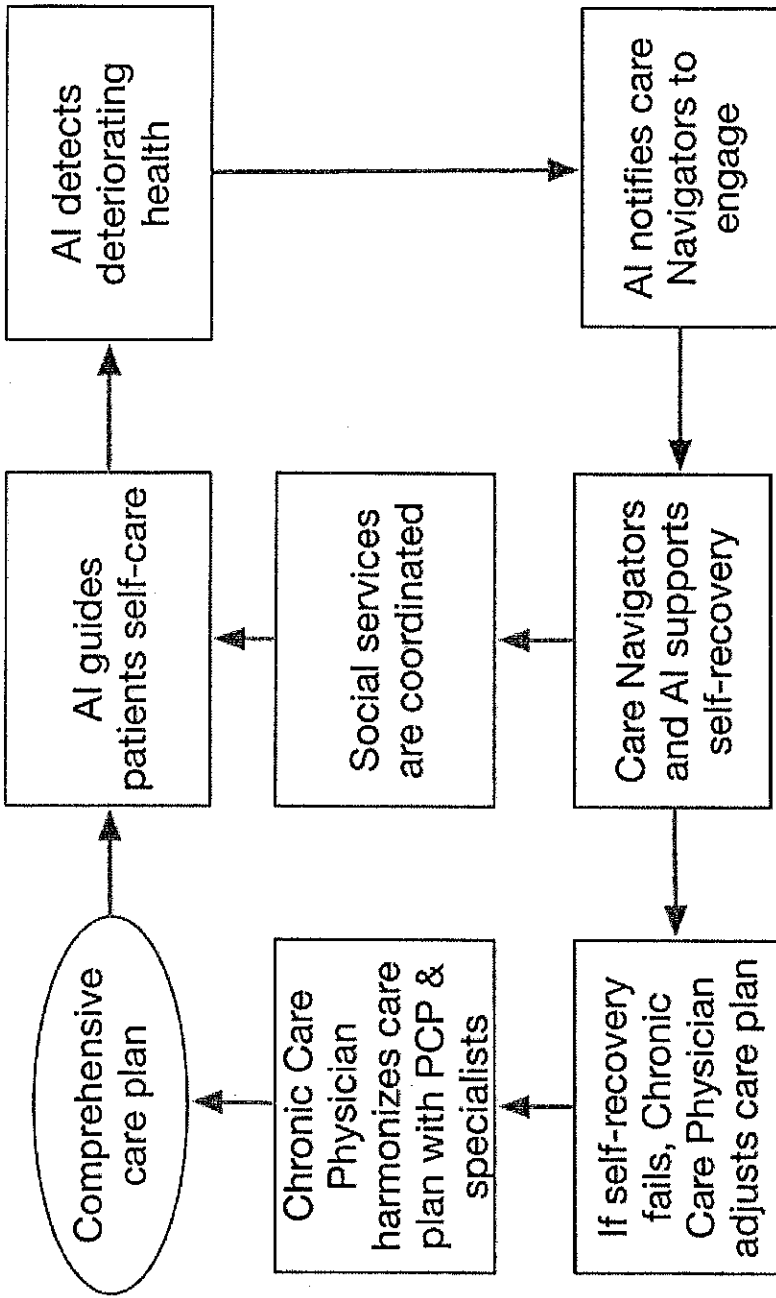 Comprehensive
care plan
AI guides
patients self-care
AI detects
deteriorating
health
Chronic Care
Physician
harmonizes care
plan with PCP &
specialists
Social services
are coordinated
If self-recovery
fails, Chronic
Care Physician
adjusts care plan
Care Navigators
and AI supports
self-recovery
AI notifies care
Navigators to
engage